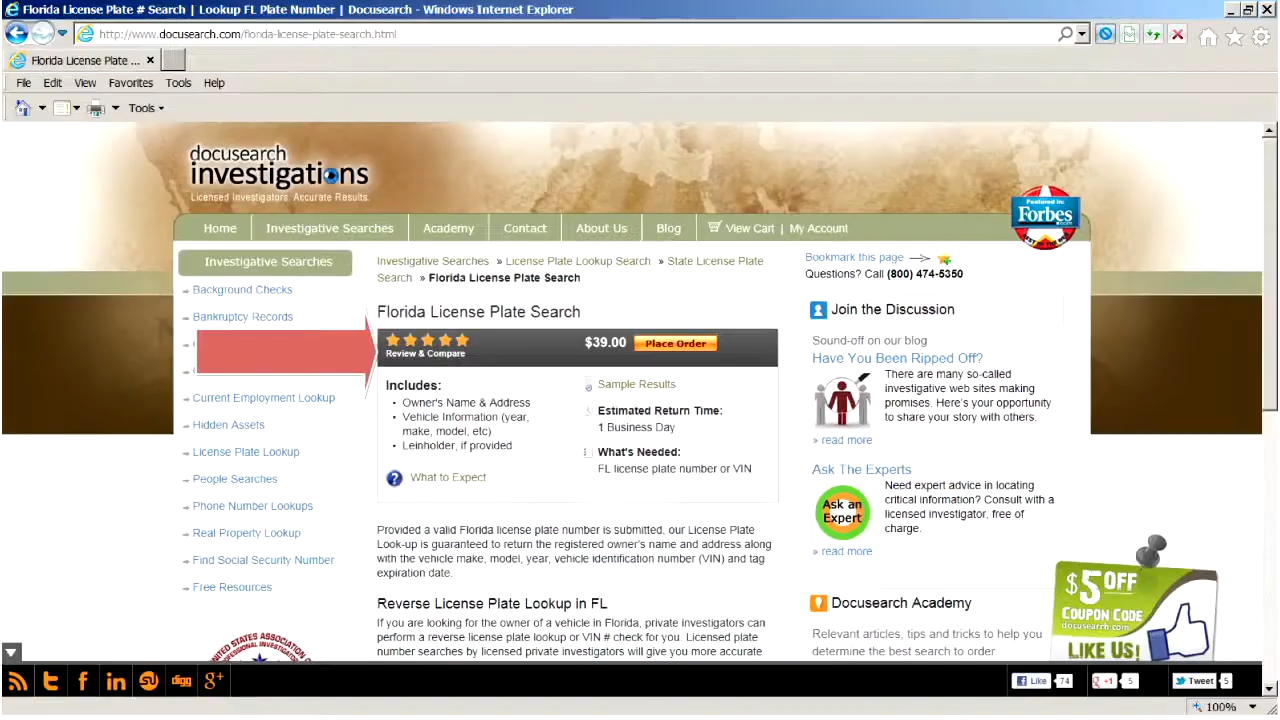 Florida License Plate # Search | Lookup FL Plate Number | Docusearch - Windows Internet Explorer
http://www.docusearch.com/florida-license-plate-search.html
Florida License Plate ...
File Edit View Favorites Tools Help
Tools
docusearch
investigations
Licensed Investigators. Accurate Results.
Featured in:
Forbes
.com
BEST OF THE WEB
Home Investigative Searches Academy Contact About Us Blog View Cart | My Account
Investigative Searches
Background Checks
Bankruptcy Records
Current Employment Lookup
Hidden Assets
License Plate Lookup
People Searches
Phone Number Lookups
Real Property Lookup
Find Social Security Number
Free Resources
Investigative Searches » License Plate Lookup Search » State License Plate
Search » Florida License Plate Search
Florida License Plate Search
Review & Compare
$39.00 Place Order
Includes:
• Owner's Name & Address
• Vehicle Information (year,
make, model, etc)
• Leinholder, if provided
What to Expect
Sample Results
Estimated Return Time:
1 Business Day
What's Needed:
FL license plate number or VIN
Provided a valid Florida license plate number is submitted, our License Plate
Look-up is guaranteed to return the registered owner's name and address along
with the vehicle make, model, year, vehicle identification number (VIN) and tag
expiration date.
Reverse License Plate Lookup in FL
If you are looking for the owner of a vehicle in Florida, private investigators can
perform a reverse license plate lookup or VIN # check for you. Licensed plate
number searches by licensed private investigators will give you more accurate
Bookmark this page
Questions? Call (800) 474-5350
Join the Discussion
Sound-off on our blog
Have You Been Ripped Off?
There are many so-called
investigative web sites making
promises. Here's your opportunity
to share your story with others.
» read more
Ask The Experts
Ask an
Expert
Need expert advice in locating
critical information? Consult with a
licensed investigator, free of
charge.
» read more
Docusearch Academy
Relevant articles, tips and tricks to help you
determine the best search to order
$5 OFF
COUPON CODE
docusearch.com
LIKE US!
digg
Like 74
+1 5
Tweet 5
100%